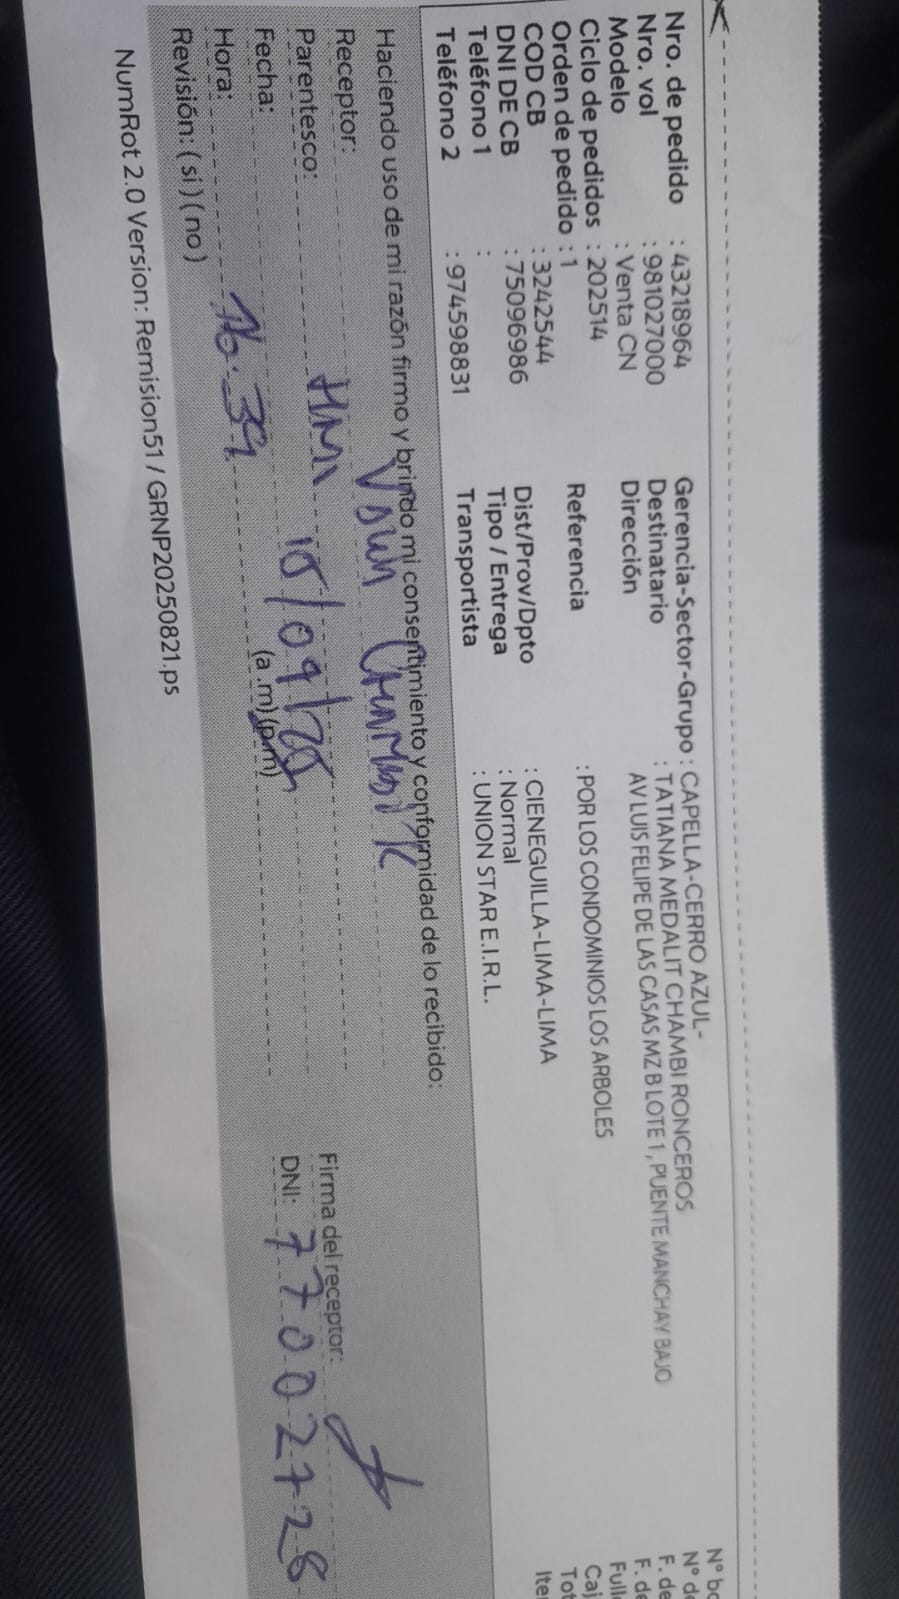 Nro. de pedido : 43218964
Nro. vol : 981027000
Modelo : Venta CN
Ciclo de pedidos : 202514
Orden de pedido : 1
COD CB : 3242544
DNI DE CB : 75096986
Teléfono 1 :
Teléfono 2 : 974598831
Gerencia-Sector-Grupo : CAPELLA-CERRO AZUL-
Destinatario : TATIANA MEDALIT CHAMBI RONCEROS
Dirección AV LUIS FELIPE DE LAS CASAS MZ B LOTE 1 , PUENTE MANCHAY BAJO
Referencia : POR LOS CONDOMINIOS LOS ARBOLES
Dist/Prov/Dpto : CIENEGUILLA-LIMA-LIMA
Tipo / Entrega : Normal
Transportista : UNION STAR E.I.R.L.
Haciendo uso de mi razón firmo y brindo mi consentimiento y conformidad de lo recibido:
Receptor:
Parentesco:
Fecha: 15/09/25
Hora: (a.m) (p.m)
Revisión: ( si ) ( no )
Firma del receptor:
DNI: 77002728
NumRot 2.0 Version: Remision51 / GRNP20250821.ps